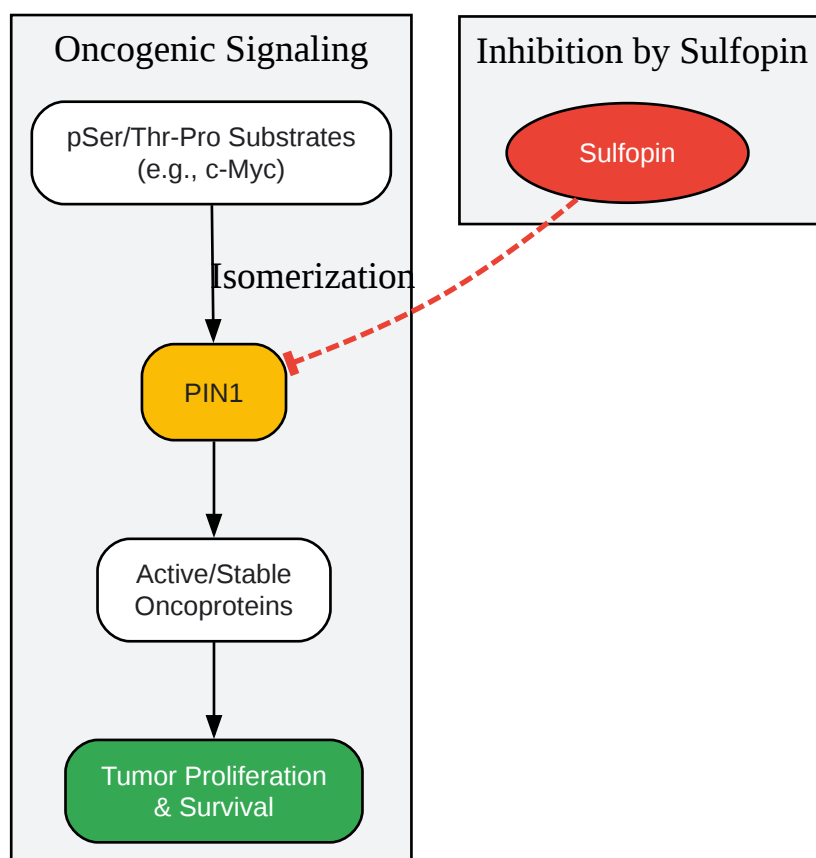 Oncogenic Signaling
pSer/Thr-Pro Substrates
(e.g., c-Myc)
Isomerization
PIN1
Active/Stable
Oncoproteins
Tumor Proliferation
& Survival
Inhibition by Sulfopin
Sulfopin